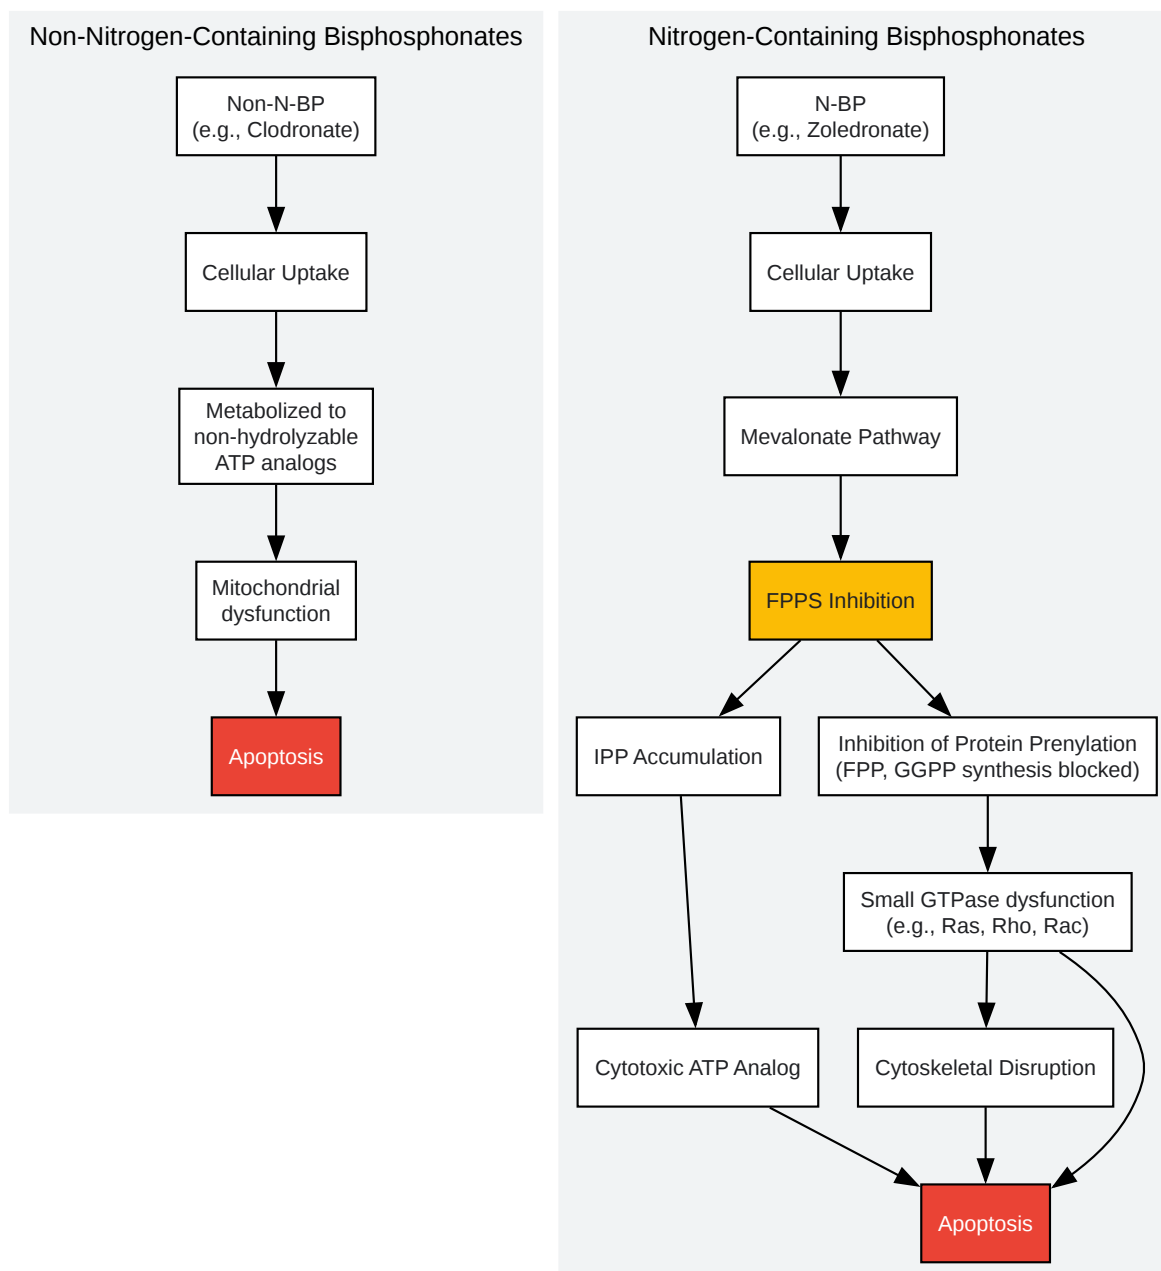 Non-Nitrogen-Containing Bisphosphonates
Non-N-BP
(e.g., Clodronate)
Cellular Uptake
Metabolized to
non-hydrolyzable
ATP analogs
Mitochondrial
dysfunction
Apoptosis
Nitrogen-Containing Bisphosphonates
N-BP
(e.g., Zoledronate)
Cellular Uptake
Mevalonate Pathway
FPPS Inhibition
IPP Accumulation
Inhibition of Protein Prenylation
(FPP, GGPP synthesis blocked)
Small GTPase dysfunction
(e.g., Ras, Rho, Rac)
Cytotoxic ATP Analog
Cytoskeletal Disruption
Apoptosis